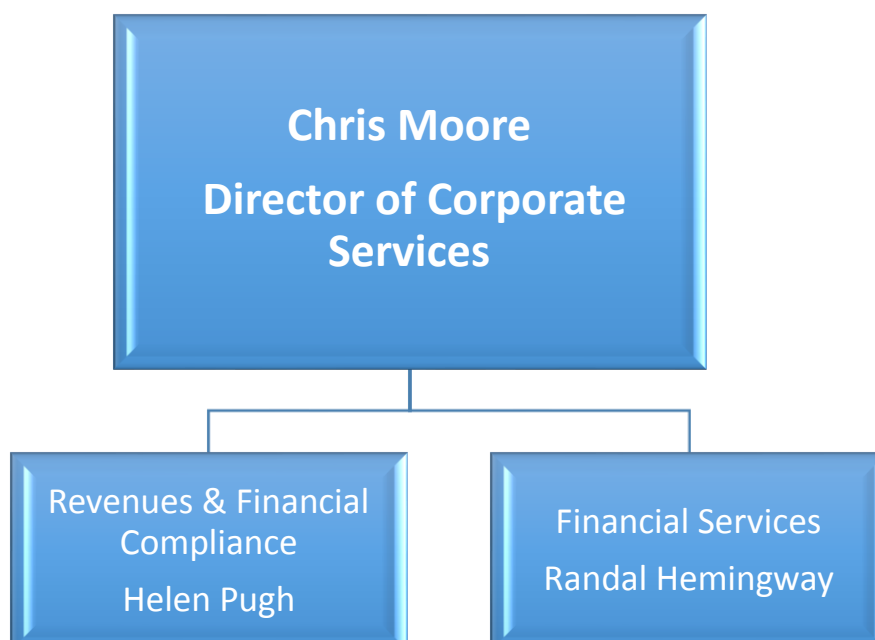 Chris Moore
Director of Corporate
Services
Revenues & Financial
Compliance
Helen Pugh
Financial Services
Randal Hemingway